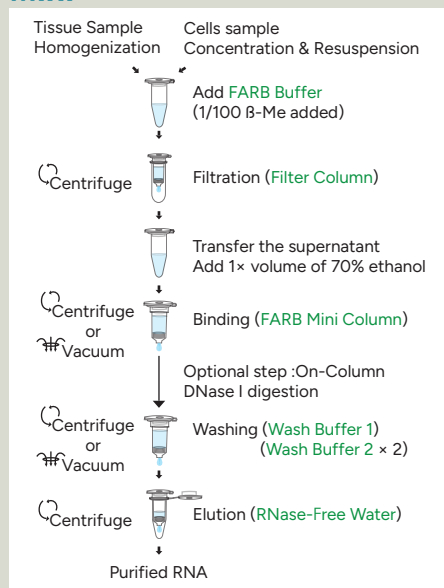 Tissue Sample
Homogenization
Cells sample
Concentration & Resuspension
Add FARB Buffer
(1/100 ß-Me added)
Centrifuge
Filtration (Filter Column)
Transfer the supernatant
Add 1× volume of 70% ethanol
Centrifuge
or
Vacuum
Binding (FARB Mini Column)
Optional step :On-Column
DNase I digestion
Centrifuge
or
Vacuum
Washing (Wash Buffer 1)
(Wash Buffer 2 × 2)
Centrifuge
Elution (RNase-Free Water)
Purified RNA